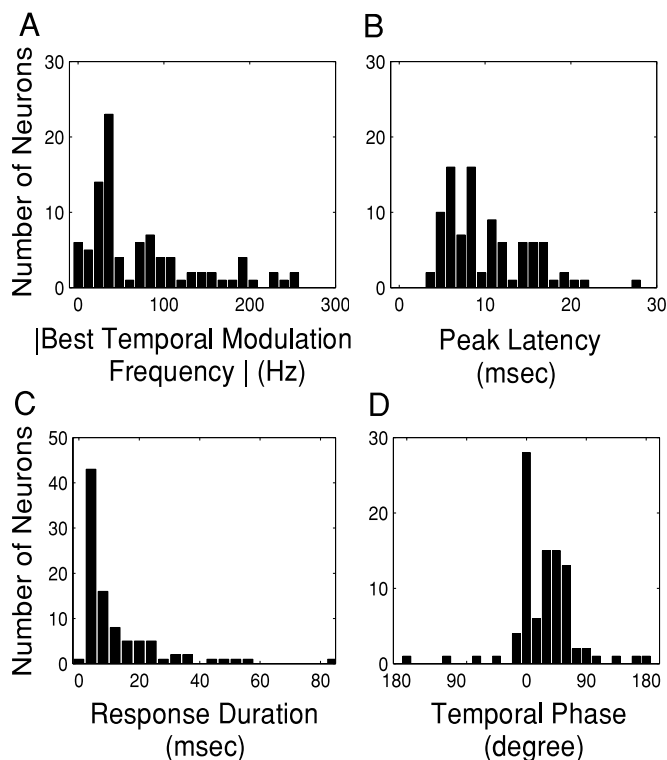 A
B
30
20
10
0
0
100
200
300
Number of Neurons
|Best Temporal Modulation
Frequency | (Hz)
30
20
10
0
0
10
20
30
Peak Latency
(msec)
C
D
50
40
30
20
10
0
0
20
40
60
80
Number of Neurons
Response Duration
(msec)
30
20
10
0
180
90
0
90
180
Temporal Phase
(degree)